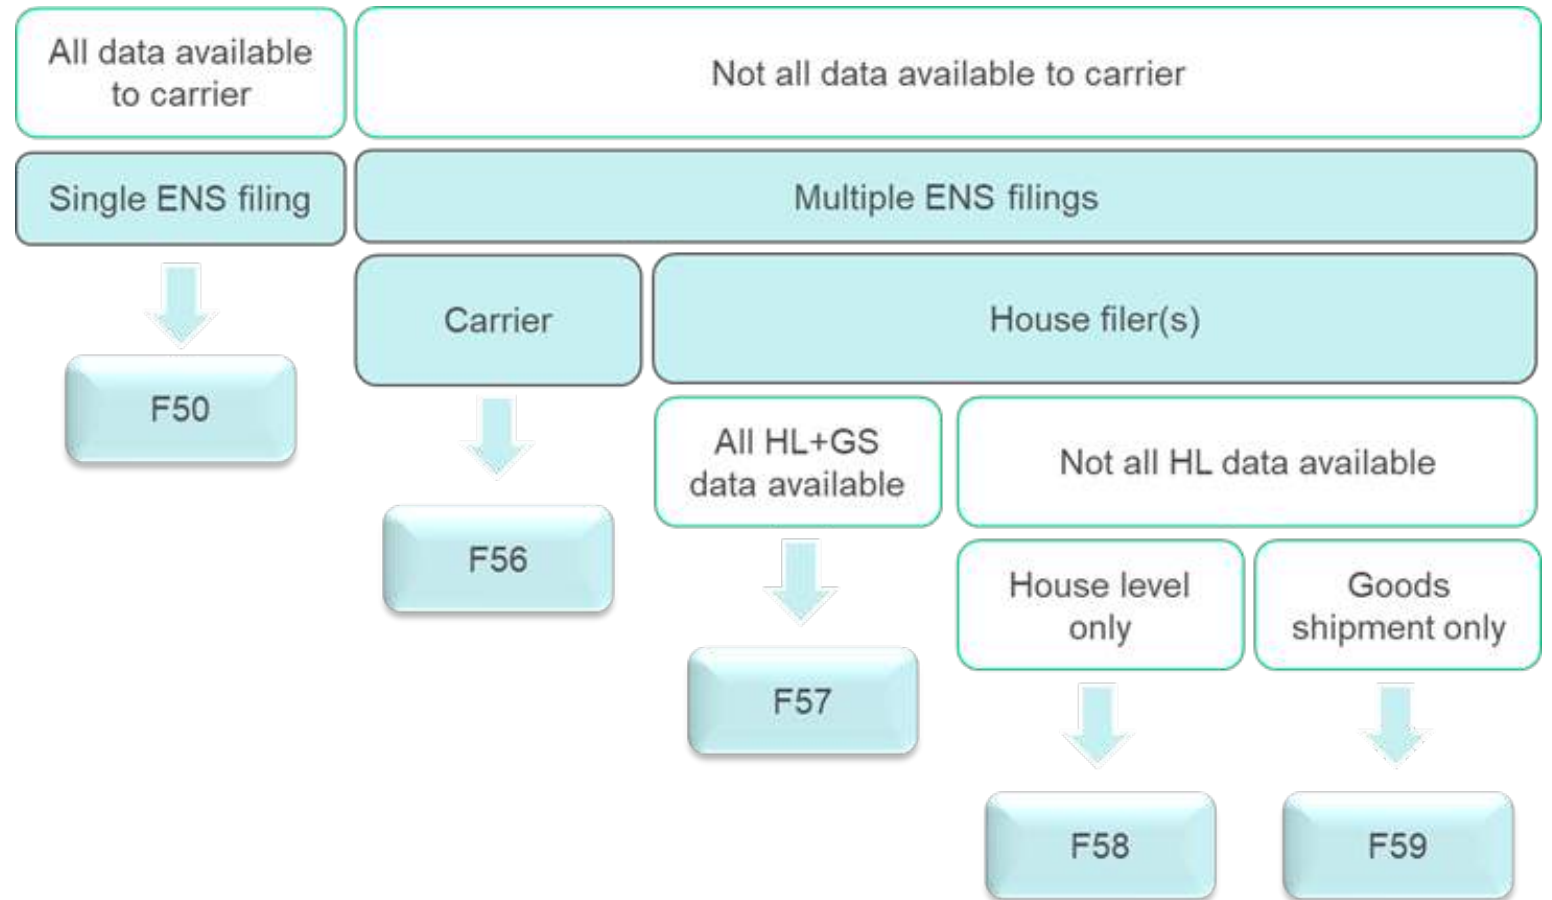 All data available
to carrier
Not all data available to carrier
Single ENS filing
Multiple ENS filings
Carrier
House filer(s)
F50
All HL+GS
data available
Not all HL data available
F56
House level
only
Goods
shipment only
F57
F58
F59